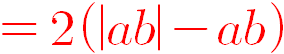 = 2(|ab| − ab)